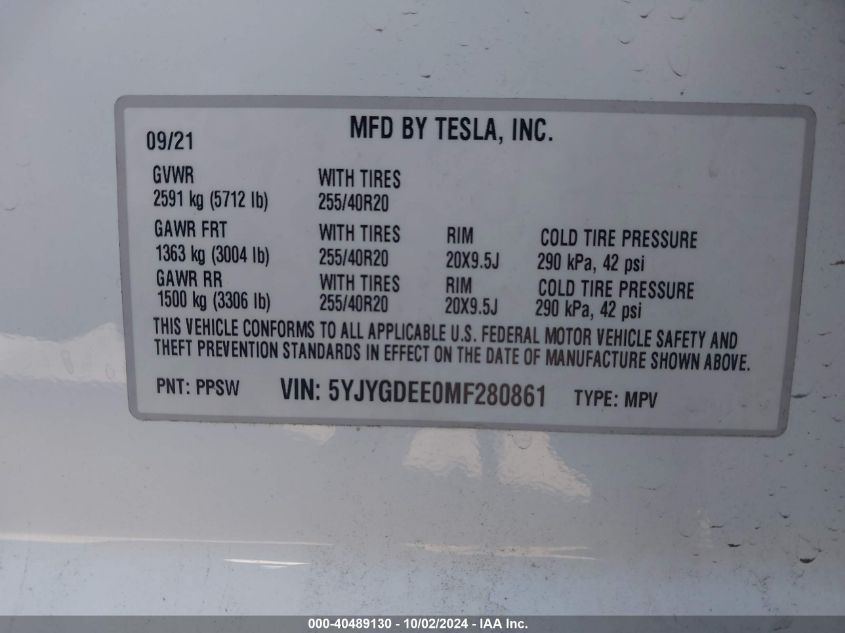 09/21 MFD BY TESLA, INC.
GVWR WITH TIRES
2591 kg (5712 lb) 255/40R20
GAWR FRT WITH TIRES RIM COLD TIRE PRESSURE
1363 kg (3004 lb) 255/40R20 20X9.5J 290 kPa, 42 psi
GAWR RR WITH TIRES RIM COLD TIRE PRESSURE
1500 kg (3306 lb) 255/40R20 20X9.5J 290 kPa, 42 psi
THIS VEHICLE CONFORMS TO ALL APPLICABLE U.S. FEDERAL MOTOR VEHICLE SAFETY AND
THEFT PREVENTION STANDARDS IN EFFECT ON THE DATE OF MANUFACTURE SHOWN ABOVE.
PNT: PPSW VIN: 5YJYGDEE0MF280861 TYPE: MPV
000-40489130 - 10/02/2024 - IAA Inc.